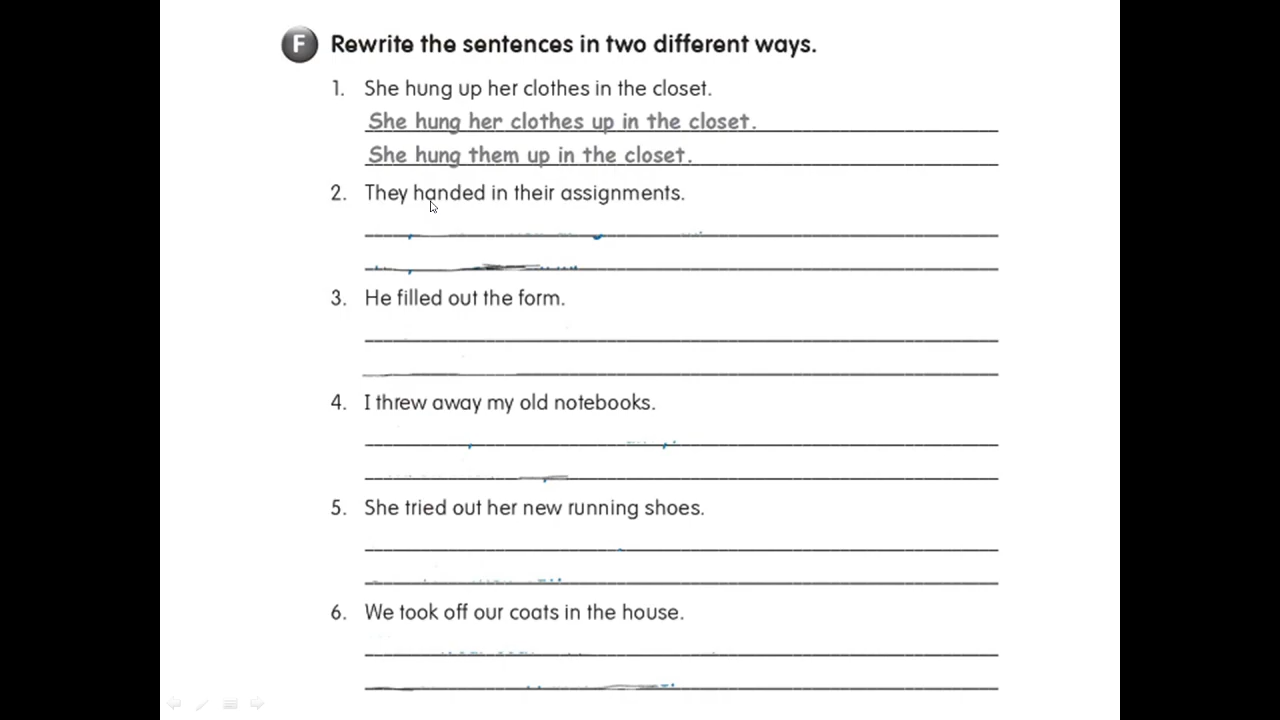 F Rewrite the sentences in two different ways.
1. She hung up her clothes in the closet.
She hung her clothes up in the closet.
She hung them up in the closet.
2. They handed in their assignments.
3. He filled out the form.
4. I threw away my old notebooks.
5. She tried out her new running shoes.
6. We took off our coats in the house.